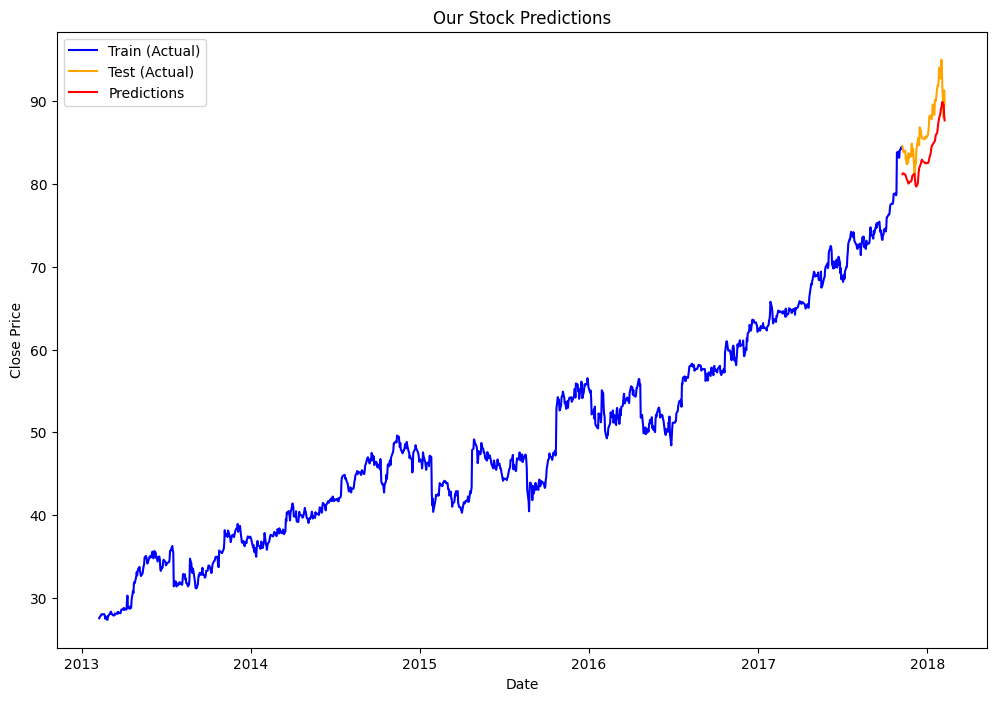 Our Stock Predictions
Train (Actual)
Test (Actual)
Predictions
90
80
70
60
50
40
30
Close Price
2013 2014 2015 2016 2017 2018
Date